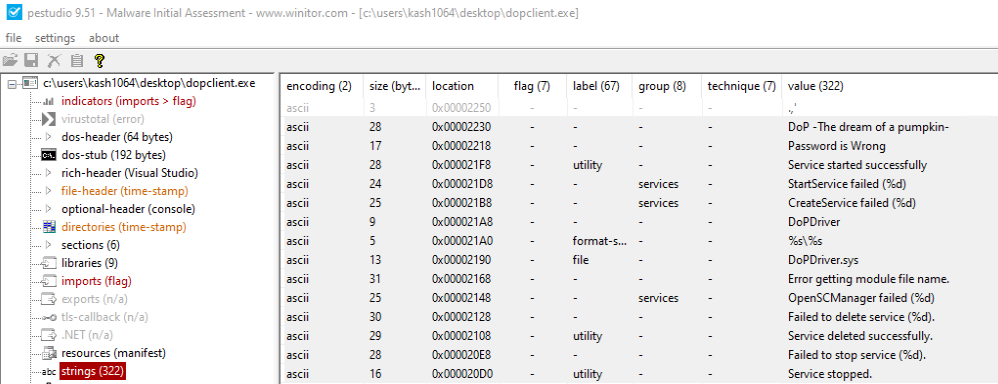 pestudio 9.51 - Malware Initial Assessment - www.winitor.com - [c:\users\kash1064\desktop\dopclient.exe]
file settings about
c:\users\kash1064\desktop\dopclient.exe
indicators (imports > flag)
virustotal (error)
dos-header (64 bytes)
dos-stub (192 bytes)
rich-header (Visual Studio)
file-header (time-stamp)
optional-header (console)
directories (time-stamp)
sections (6)
libraries (9)
imports (flag)
exports (n/a)
tls-callback (n/a)
.NET (n/a)
resources (manifest)
abc strings (322)
encoding (2) size (byt... location flag (7) label (67) group (8) technique (7) value (322)
ascii 3 0x00002250 - - - - .,'
ascii 28 0x00002230 - - - - DoP -The dream of a pumpkin-
ascii 17 0x00002218 - - - - Password is Wrong
ascii 28 0x000021F8 - utility - - Service started successfully
ascii 24 0x000021D8 - - services - StartService failed (%d)
ascii 25 0x000021B8 - - services - CreateService failed (%d)
ascii 9 0x000021A8 - - - - DoPDriver
ascii 5 0x000021A0 - format-s... - - %s\%s
ascii 13 0x00002190 - file - - DoPDriver.sys
ascii 31 0x00002168 - - - - Error getting module file name.
ascii 25 0x00002148 - - services - OpenSCManager failed (%d)
ascii 30 0x00002128 - - - - Failed to delete service (%d).
ascii 29 0x00002108 - utility - - Service deleted successfully.
ascii 28 0x000020E8 - - - - Failed to stop service (%d).
ascii 16 0x000020D0 - utility - - Service stopped.